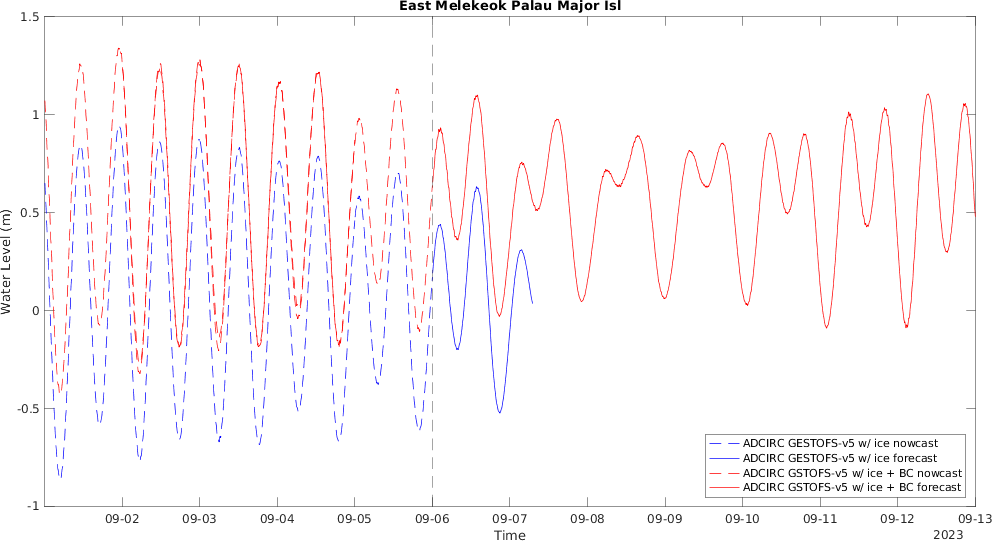 East Melekeok Palau Major Isl
1.5
1
0.5
0
-0.5
-1
Water Level (m)
ADCIRC GESTOFS-v5 w/ ice nowcast
ADCIRC GESTOFS-v5 w/ ice forecast
ADCIRC GSTOFS-v5 w/ ice + BC nowcast
ADCIRC GSTOFS-v5 w/ ice + BC forecast
09-02 09-03 09-04 09-05 09-06 09-07 09-08 09-09 09-10 09-11 09-12 09-13
Time
2023